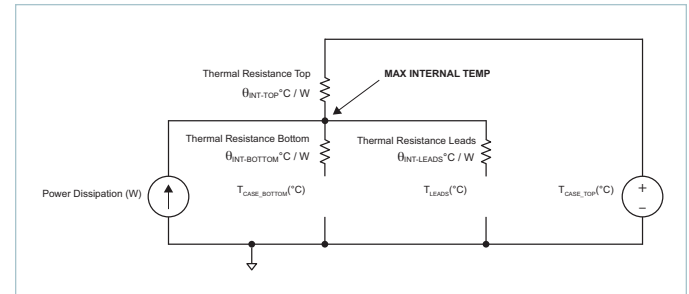 Thermal Resistance Top
MAX INTERNAL TEMP
θINT-TOP°C / W
Thermal Resistance Bottom
θINT-BOTTOM°C / W
Thermal Resistance Leads
θINT-LEADS°C / W
Power Dissipation (W)
TCASE_BOTTOM(°C)
TLEADS(°C)
TCASE_TOP(°C)
+
–